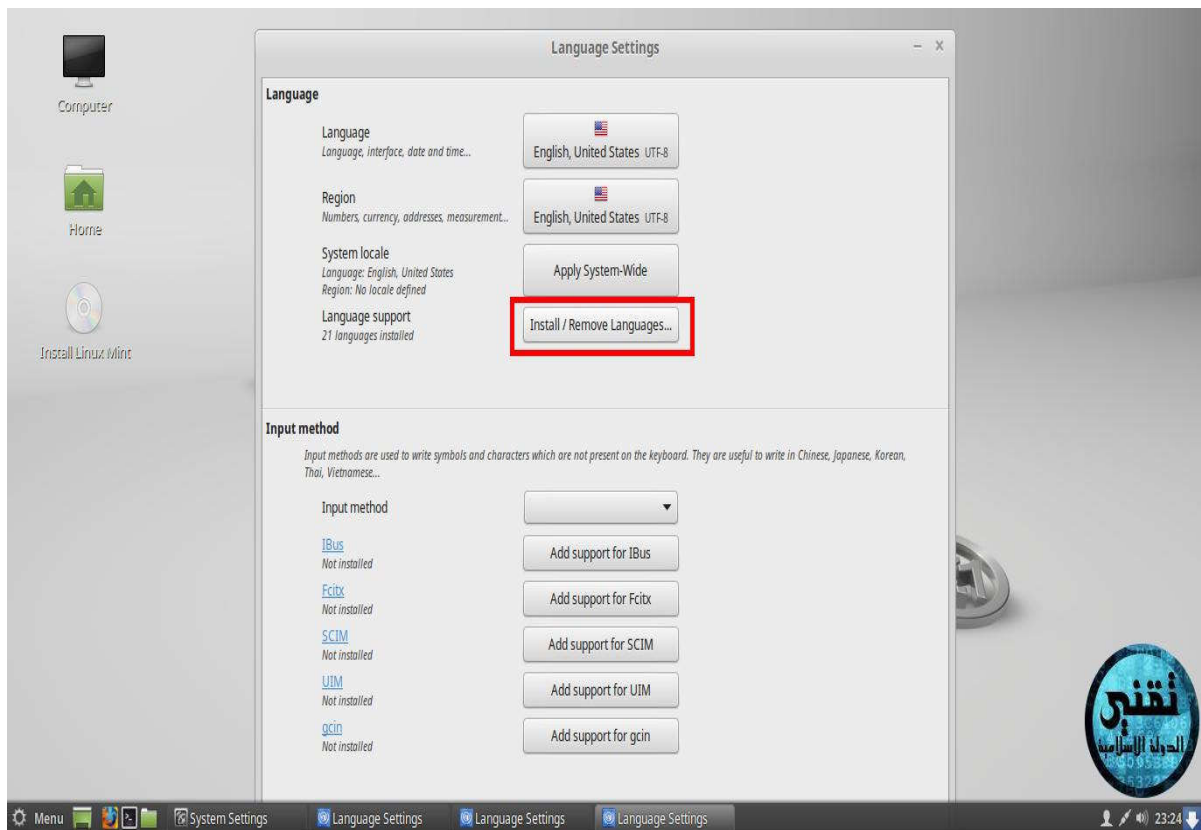 Language Settings
Computer
Home
Install Linux Mint
Language
Language
Language, interface, date and time...
English, United States UTF-8
Region
Numbers, currency, addresses, measurement...
English, United States UTF-8
System locale
Language: English, United States
Region: No locale defined
Apply System-Wide
Language support
21 languages installed
Install / Remove Languages...
Input method
Input methods are used to write symbols and characters which are not present on the keyboard. They are useful to write in Chinese, Japanese, Korean,
Thai, Vietnamese...
Input method
IBus
Not installed
Add support for IBus
Fcitx
Not installed
Add support for Fcitx
SCIM
Not installed
Add support for SCIM
UIM
Not installed
Add support for UIM
gcin
Not installed
Add support for gcin
تقني
الدولة الإسلامية
Menu
System Settings
Language Settings
Language Settings
Language Settings
23:24